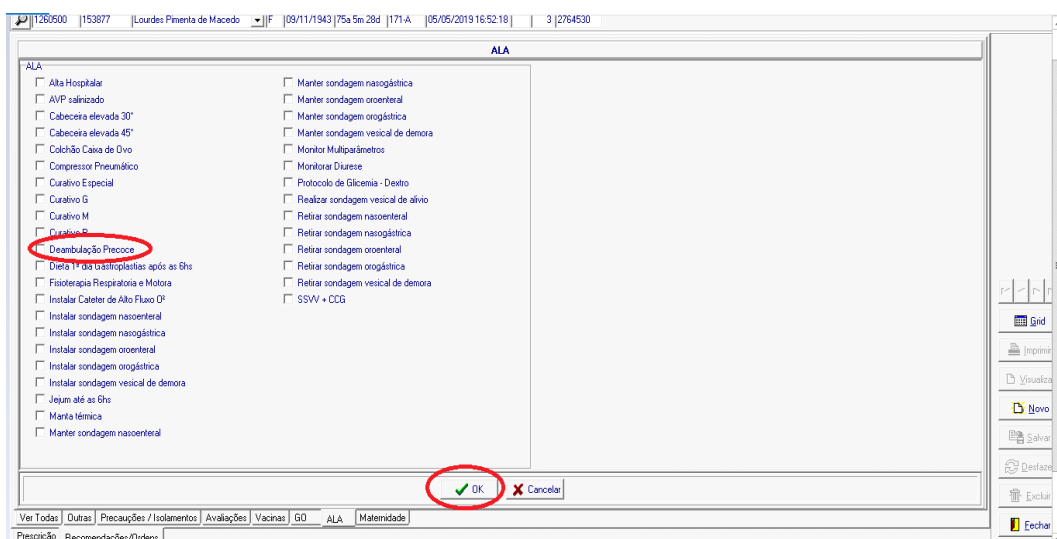 1260500 153877 Lourdes Pimenta de Macedo F 09/11/1943 75a 5m 28d 171-A 05/05/2019 16:52:18 3 2764530
ALA
ALA
Alta Hospitalar
AVP salinizado
Cabeceira elevada 30°
Cabeceira elevada 45°
Colchão Caixa de Ovo
Compressor Pneumático
Curativo Especial
Curativo G
Curativo M
Curativo P
Deambulação Precoce
Dieta 1ª dia Gastroplastias após as 6hs
Fisioterapia Respiratoria e Motora
Instalar Cateter de Alto Fluxo O²
Instalar sondagem nasoenteral
Instalar sondagem nasogástrica
Instalar sondagem oroenteral
Instalar sondagem orogástrica
Instalar sondagem vesical de demora
Jejum até as 6hs
Manta térmica
Manter sondagem nasoenteral
Manter sondagem nasogástrica
Manter sondagem oroenteral
Manter sondagem orogástrica
Manter sondagem vesical de demora
Monitor Multiparâmetros
Monitorar Diurese
Protocolo de Glicemia - Dextro
Realizar sondagem vesical de alivio
Retirar sondagem nasoenteral
Retirar sondagem nasogástrica
Retirar sondagem oroenteral
Retirar sondagem orogástrica
Retirar sondagem vesical de demora
SSVV + CCG
Grid
Imprimir
Visualiza
Novo
Salvar
Desfaze
Excluir
Fechar
OK Cancelar
Ver Todas Outras Precauções / Isolamentos Avaliações Vacinas GO ALA Maternidade
Prescrição Recomendações/Ordens